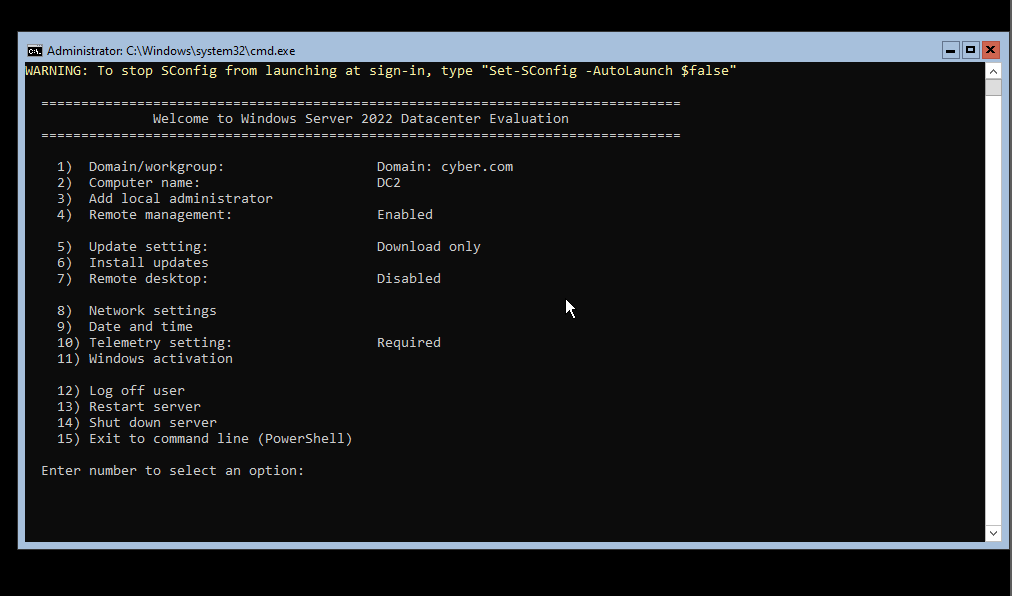 Administrator: C:\Windows\system32\cmd.exe
WARNING: To stop SConfig from launching at sign-in, type "Set-SConfig -AutoLaunch $false"
================================================================================
Welcome to Windows Server 2022 Datacenter Evaluation
================================================================================
1) Domain/workgroup: Domain: cyber.com
2) Computer name: DC2
3) Add local administrator
4) Remote management: Enabled
5) Update setting: Download only
6) Install updates
7) Remote desktop: Disabled
8) Network settings
9) Date and time
10) Telemetry setting: Required
11) Windows activation
12) Log off user
13) Restart server
14) Shut down server
15) Exit to command line (PowerShell)
Enter number to select an option: